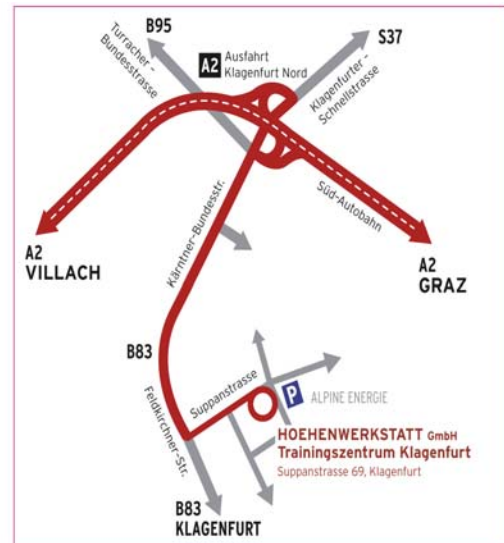 B95
S37
Turracher -
Bundesstrasse
A2
Ausfahrt
Klagenfurt Nord
Klagenfurter -
Schnellstrasse
Süd-Autobahn
A2
VILLACH
Kärntner-Bundesstr.
A2
GRAZ
B83
Feldkirchner-Str.
Suppanstrasse
P
ALPINE ENERGIE
HOEHENWERKSTATT GmbH
Trainingszentrum Klagenfurt
Suppanstrasse 69, Klagenfurt
B83
KLAGENFURT